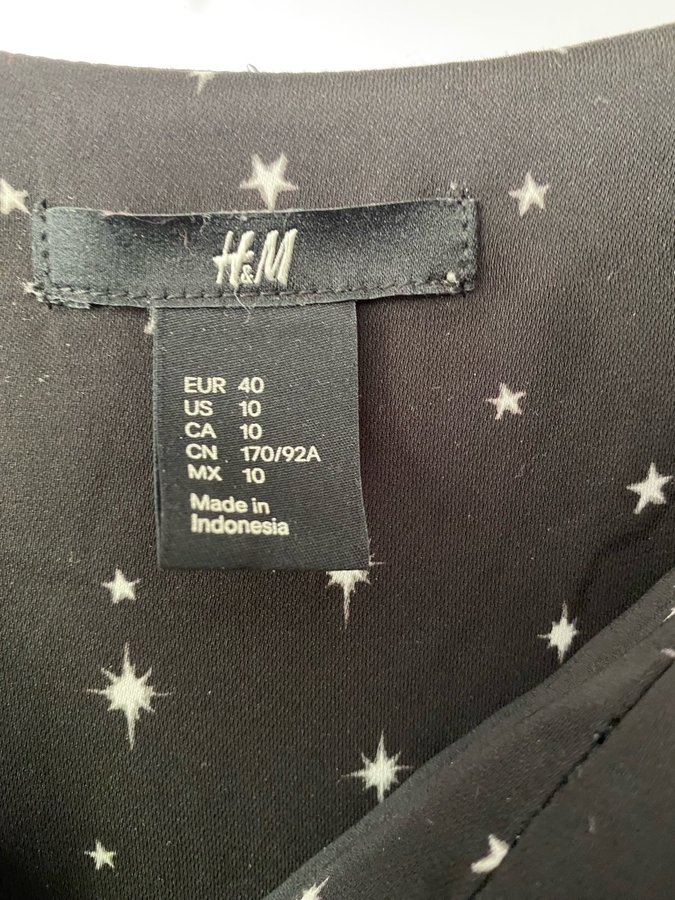 H&M
EUR 40
US 10
CA 10
CN 170/92A
MX 10
Made in
Indonesia